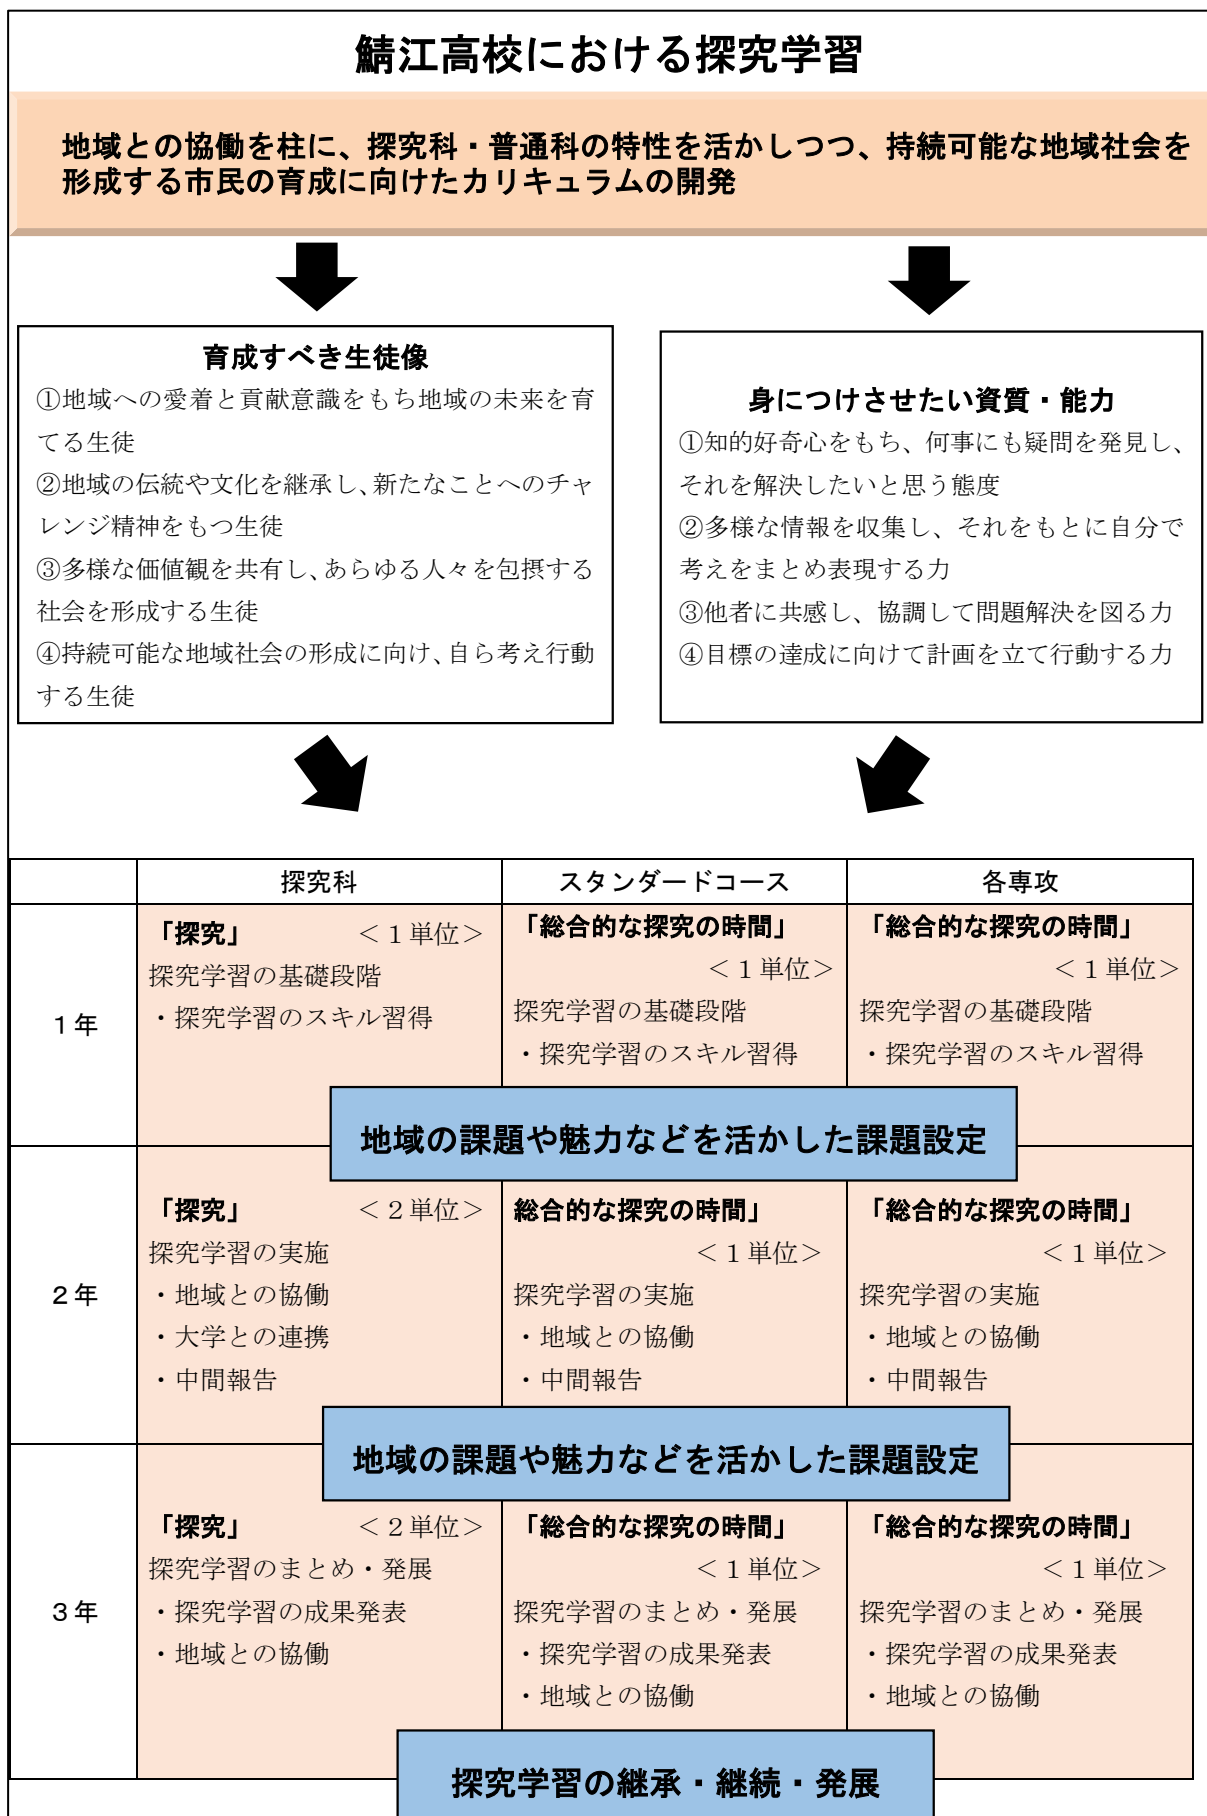 鯖江高校における探究学習
地域との協働を柱に、探究科・普通科の特性を活かしつつ、持続可能な地域社会を
形成する市民の育成に向けたカリキュラムの開発
育成すべき生徒像
①地域への愛着と貢献意識をもち地域の未来を育
てる生徒
②地域の伝統や文化を継承し、新たなことへのチャ
レンジ精神をもつ生徒
③多様な価値観を共有し、あらゆる人々を包摂する
社会を形成する生徒
④持続可能な地域社会の形成に向け、自ら考え行動
する生徒
身につけさせたい資質・能力
①知的好奇心をもち、何事にも疑問を発見し、
それを解決したいと思う態度
②多様な情報を収集し、それをもとに自分で
考えをまとめ表現する力
③他者に共感し、協調して問題解決を図る力
④目標の達成に向けて計画を立て行動する力
探究科
スタンダードコース
各専攻
1年
「探究」 <1単位>
探究学習の基礎段階
・探究学習のスキル習得
「総合的な探究の時間」
<1単位>
探究学習の基礎段階
・探究学習のスキル習得
「総合的な探究の時間」
<1単位>
探究学習の基礎段階
・探究学習のスキル習得
地域の課題や魅力などを活かした課題設定
2年
「探究」 <2単位>
探究学習の実施
・地域との協働
・大学との連携
・中間報告
総合的な探究の時間」
<1単位>
探究学習の実施
・地域との協働
・中間報告
「総合的な探究の時間」
<1単位>
探究学習の実施
・地域との協働
・中間報告
地域の課題や魅力などを活かした課題設定
3年
「探究」 <2単位>
探究学習のまとめ・発展
・探究学習の成果発表
・地域との協働
「総合的な探究の時間」
<1単位>
探究学習のまとめ・発展
・探究学習の成果発表
・地域との協働
「総合的な探究の時間」
<1単位>
探究学習のまとめ・発展
・探究学習の成果発表
・地域との協働
探究学習の継承・継続・発展